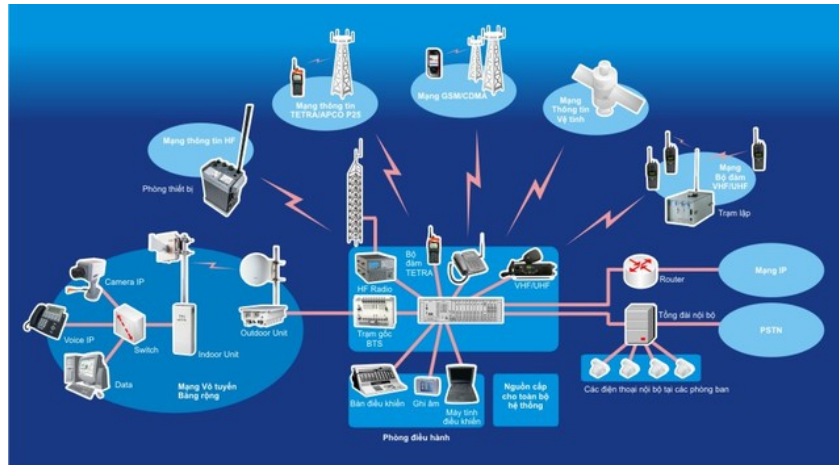 Mạng thông tin
TETRA/APCO P25
Mạng GSM/CDMA
Mạng
Thông tin
Vệ tinh
Mạng thông tin HF
Phòng thiết bị
Mạng
Bộ đàm
VHF/UHF
Trạm lặp
Camera IP
Voice IP
Switch
Data
Indoor Unit
Outdoor Unit
Mạng Vô tuyến
Băng rộng
HF Radio
Bộ
đàm
TETRA
VHF/UHF
Trạm gốc
BTS
Router
Mạng IP
Tổng đài nội bộ
PSTN
Các điện thoại nội bộ tại các phòng ban
Bàn điều khiển
Ghi âm
Máy tính
điều khiển
Nguồn cấp
cho toàn bộ
hệ thống
Phòng điều hành